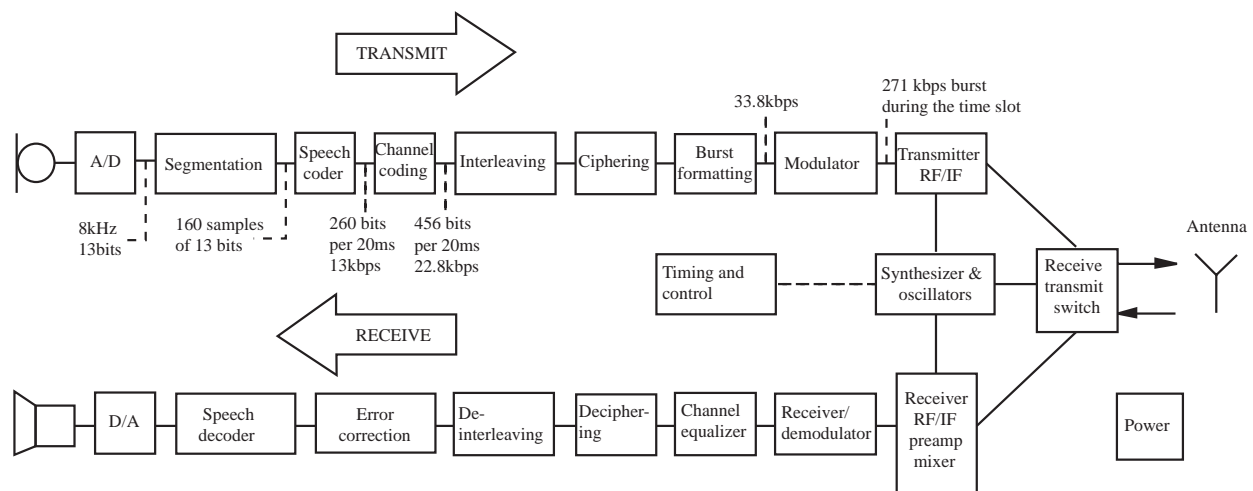 TRANSMIT
33.8kbps
271 kbps burst
during the time slot
A/D
Segmentation
Speech
coder
Channel
coding
Interleaving
Ciphering
Burst
formatting
Modulator
Transmitter
RF/IF
8kHz
13bits
160 samples
of 13 bits
260 bits
per 20ms
13kbps
456 bits
per 20ms
22.8kbps
Antenna
Timing and
control
Synthesizer &
oscillators
Receive
transmit
switch
RECEIVE
D/A
Speech
decoder
Error
correction
De-
interleaving
Decipher-
ing
Channel
equalizer
Receiver/
demodulator
Receiver
RF/IF
preamp
mixer
Power